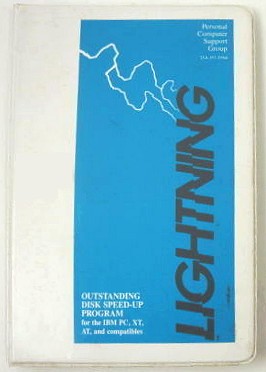 Personal
Computer
Support
Group
LIGHTNING
OUTSTANDING
DISK SPEED-UP
PROGRAM
for the IBM PC, XT,
AT, and compatibles